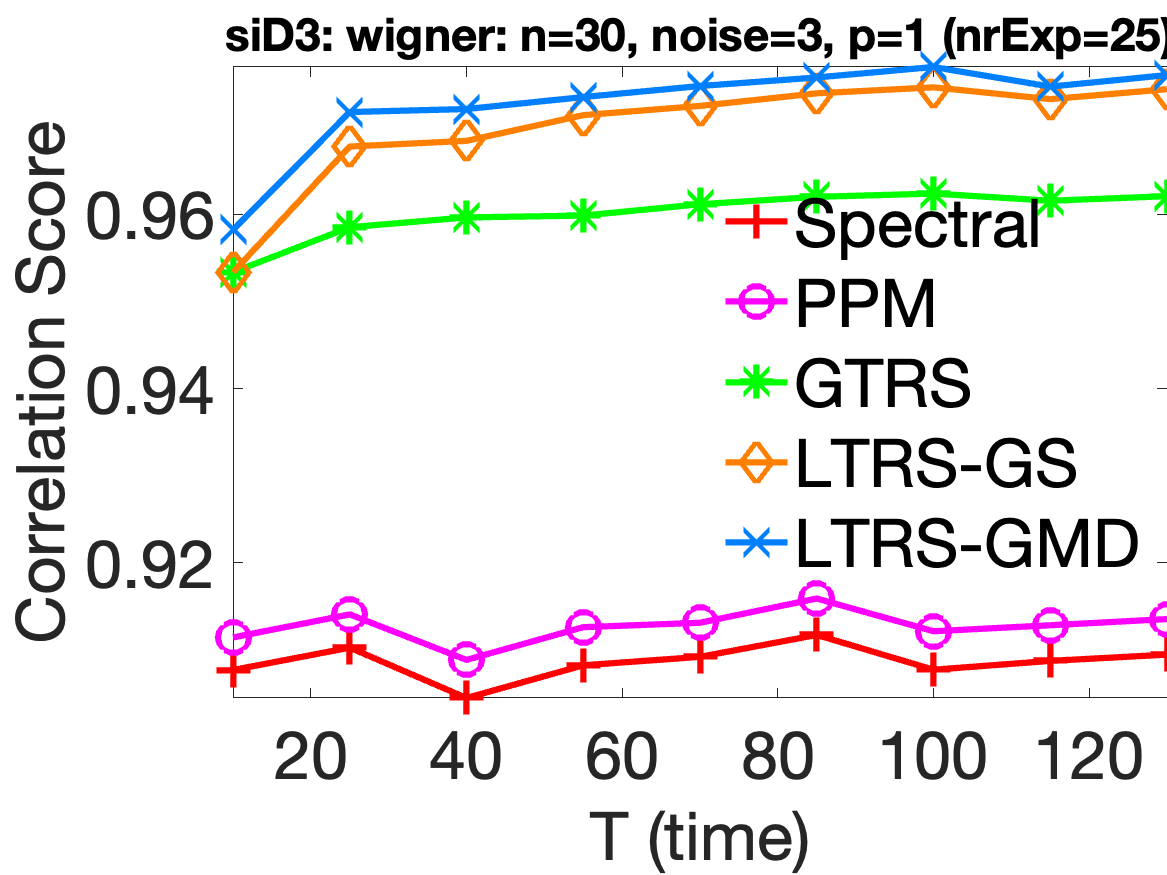 siD3: wigner: n=30, noise=3, p=1 (nrExp=25)
Correlation Score
0.96
0.94
0.92
Spectral
PPM
GTRS
LTRS-GS
LTRS-GMD
20 40 60 80 100 120
T (time)